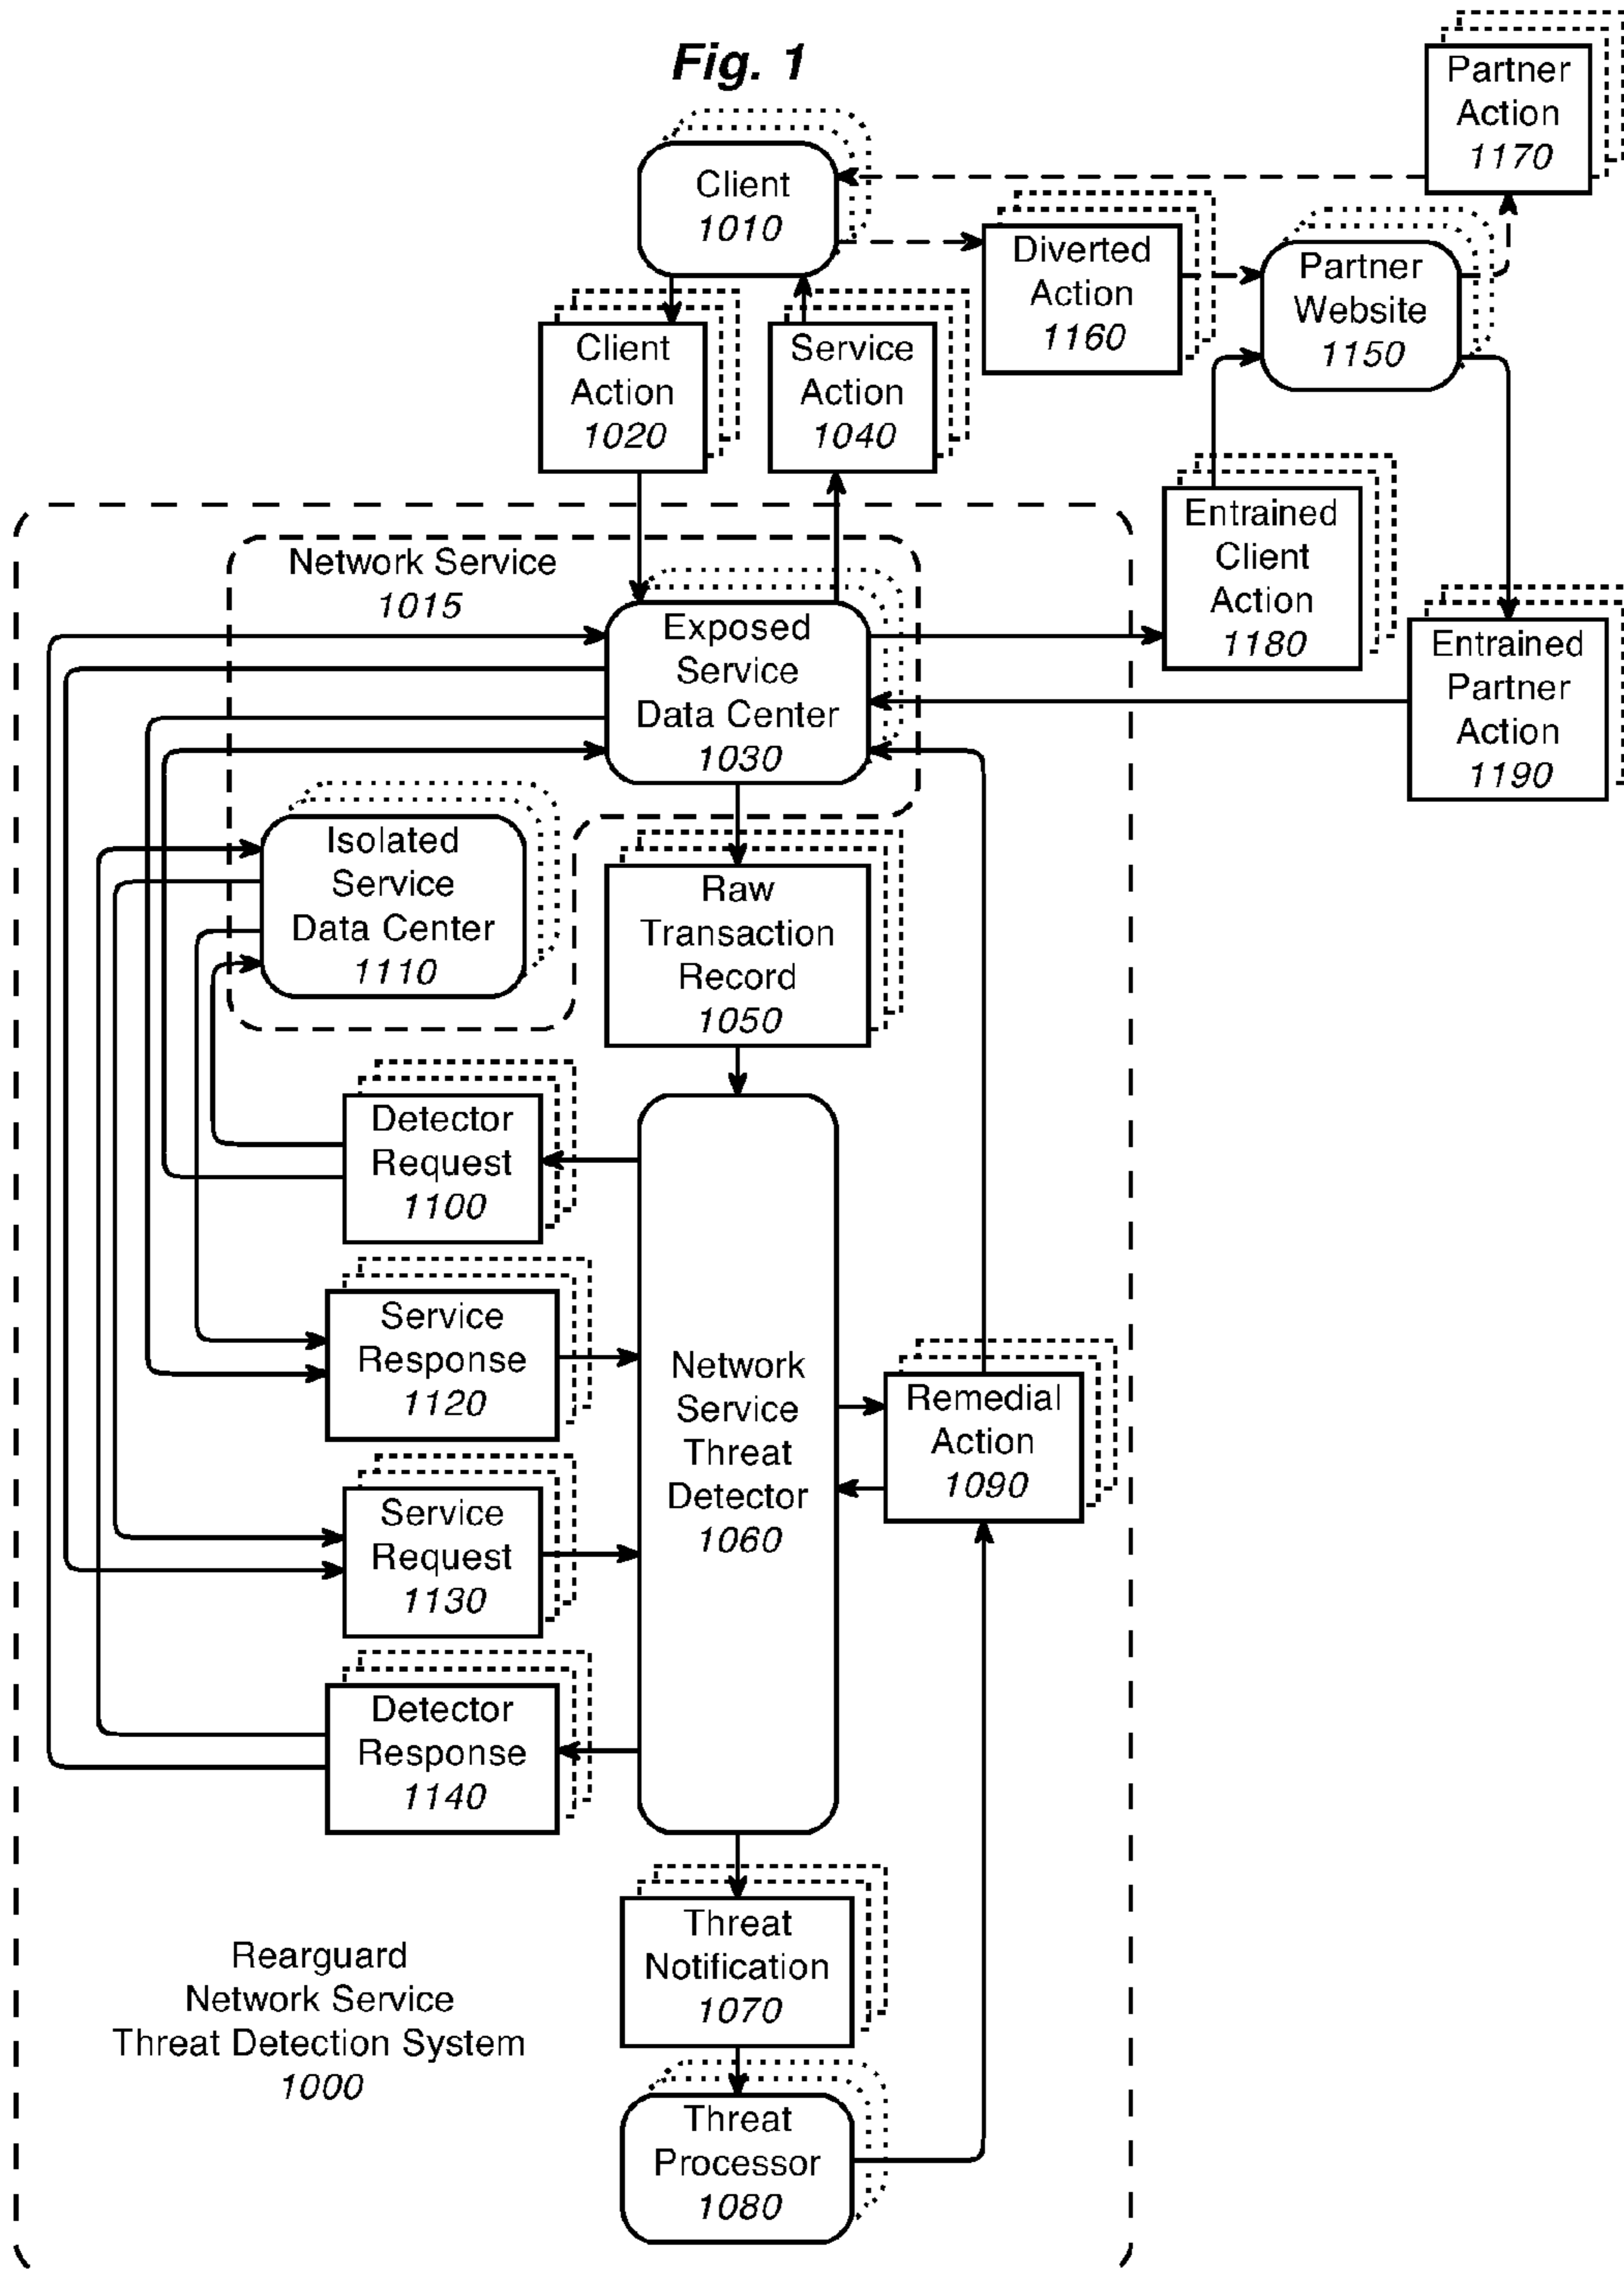 Fig. 1
Partner
Action
1170
Client
1010
Diverted
Action
1160
Partner
Website
1150
Client
Action
1020
Service
Action
1040
Entrained
Client
Action
1180
Network Service
1015
Exposed
Service
Data Center
1030
Entrained
Partner
Action
1190
Isolated
Service
Data Center
1110
Raw
Transaction
Record
1050
Detector
Request
1100
Service
Response
1120
Network
Service
Threat
Detector
1060
Remedial
Action
1090
Service
Request
1130
Detector
Response
1140
Threat
Notification
1070
Rearguard
Network Service
Threat Detection System
1000
Threat
Processor
1080